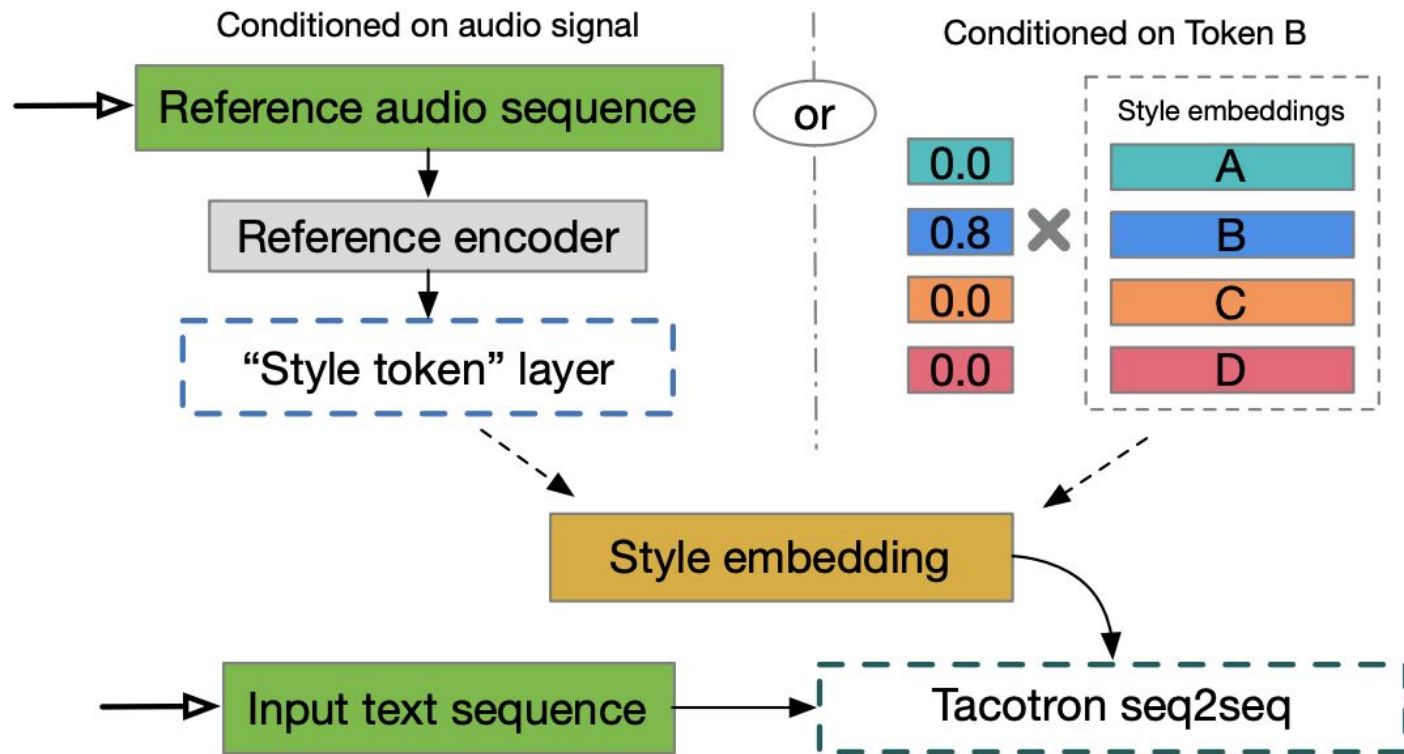 Conditioned on audio signal
Reference audio sequence
Reference encoder
“Style token” layer
or
Conditioned on Token B
Style embeddings
0.0 A
0.8 B
0.0 C
0.0 D
Style embedding
Input text sequence
Tacotron seq2seq